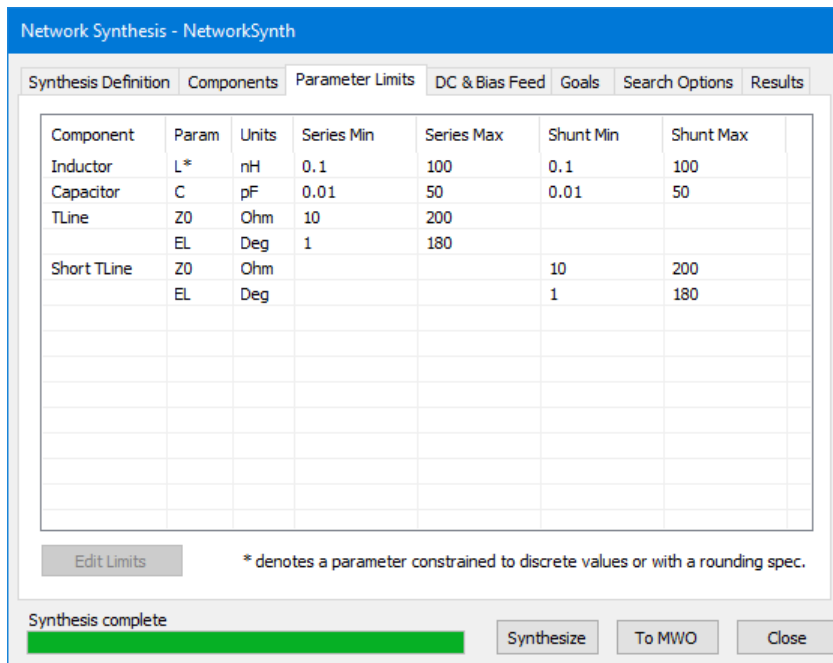 Network Synthesis - NetworkSynth
Synthesis Definition Components Parameter Limits DC & Bias Feed Goals Search Options Results
Component Param Units Series Min Series Max Shunt Min Shunt Max
Inductor L* nH 0.1 100 0.1 100
Capacitor C pF 0.01 50 0.01 50
TLine Z0 Ohm 10 200
EL Deg 1 180
Short TLine Z0 Ohm 10 200
EL Deg 1 180
Edit Limits * denotes a parameter constrained to discrete values or with a rounding spec.
Synthesis complete
Synthesize To MWO Close